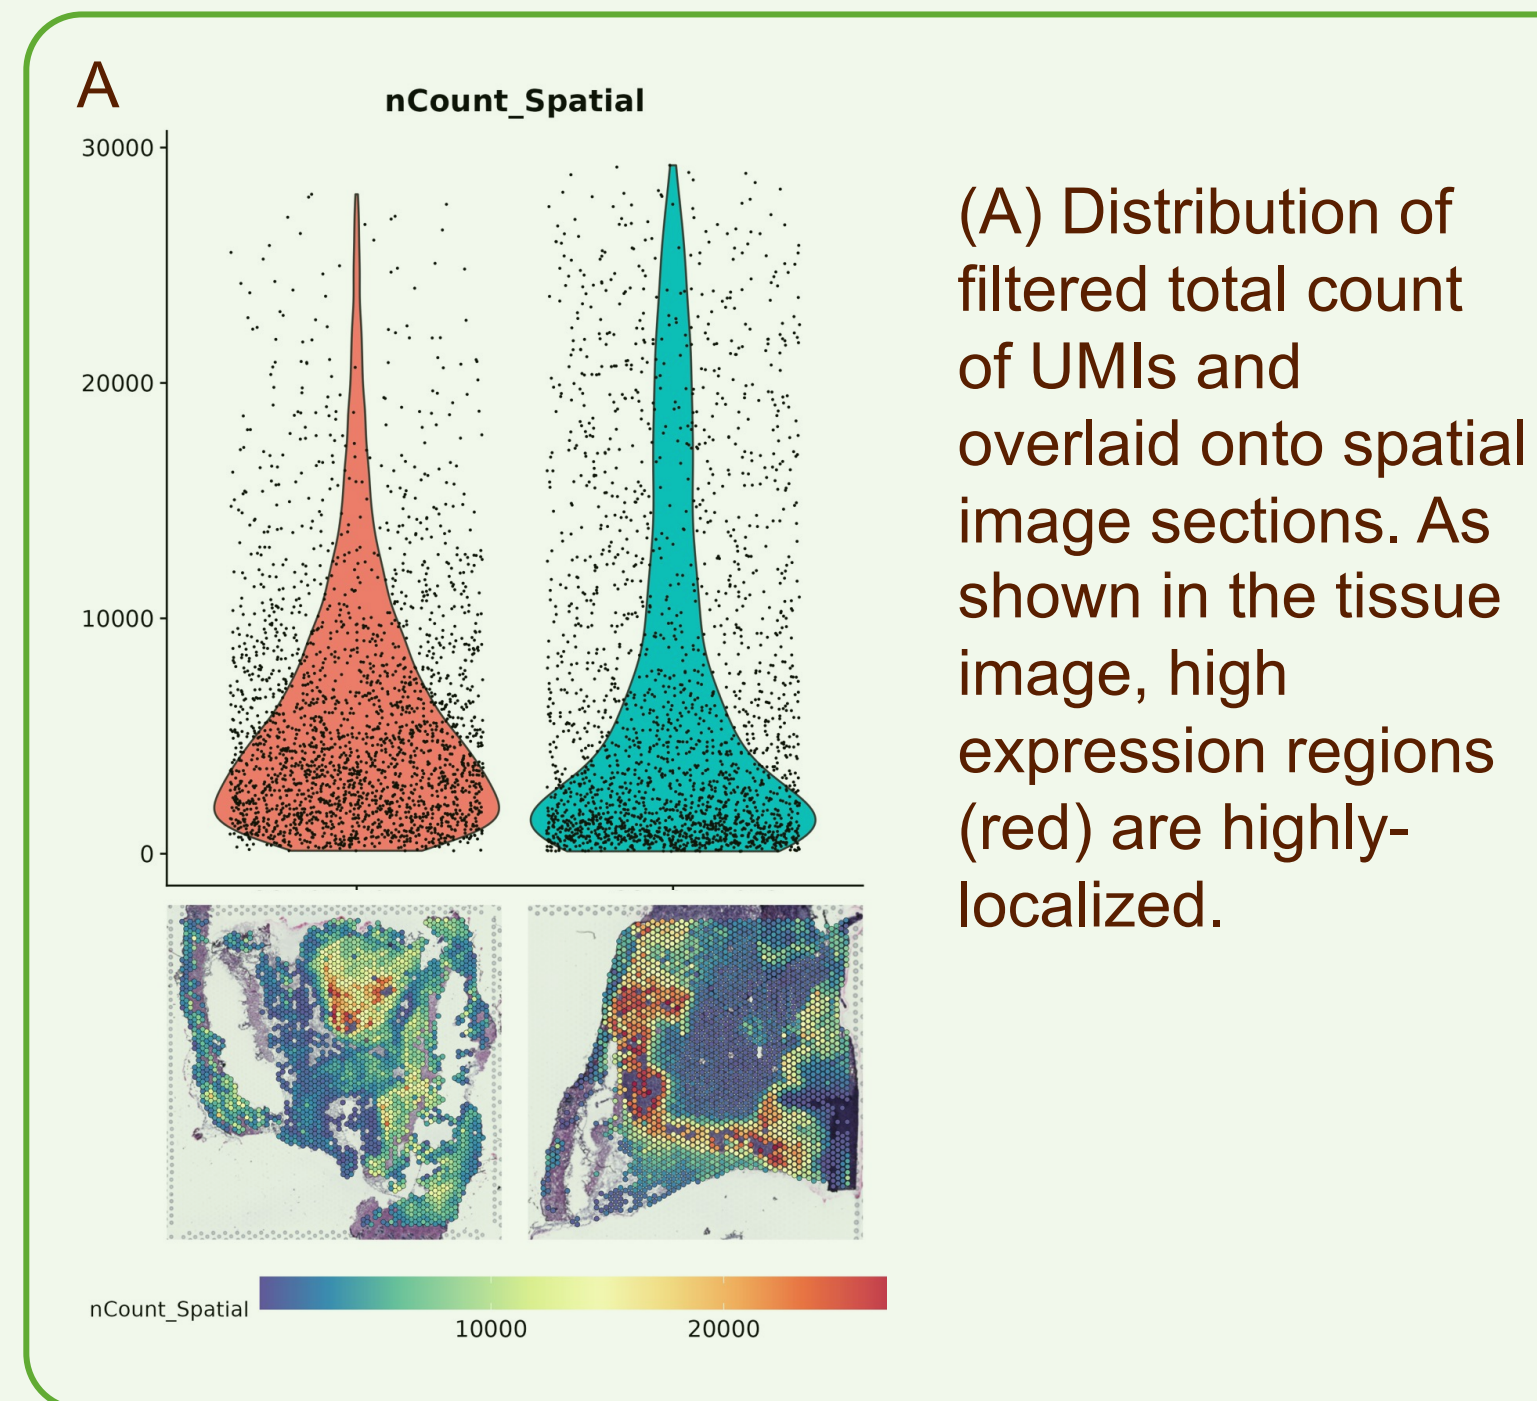 A
nCount_Spatial
30000
20000
10000
0
nCount_Spatial
10000
20000
(A) Distribution of
filtered total count
of UMIs and
overlaid onto spatial
image sections. As
shown in the tissue
image, high
expression regions
(red) are highly-
localized.